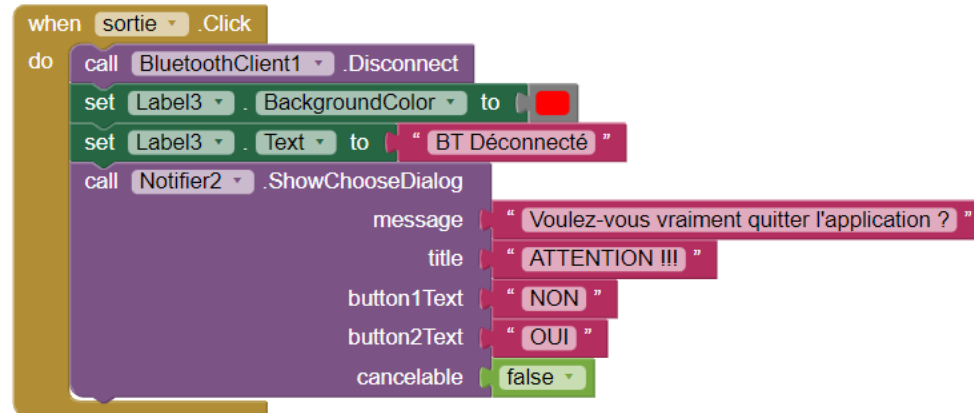 when sortie .Click
do call BluetoothClient1 .Disconnect
set Label3 . BackgroundColor to
set Label3 . Text to " BT Déconnecté "
call Notifier2 .ShowChooseDialog
message " Voulez-vous vraiment quitter l'application ? "
title " ATTENTION !!! "
button1Text " NON "
button2Text " OUI "
cancelable false